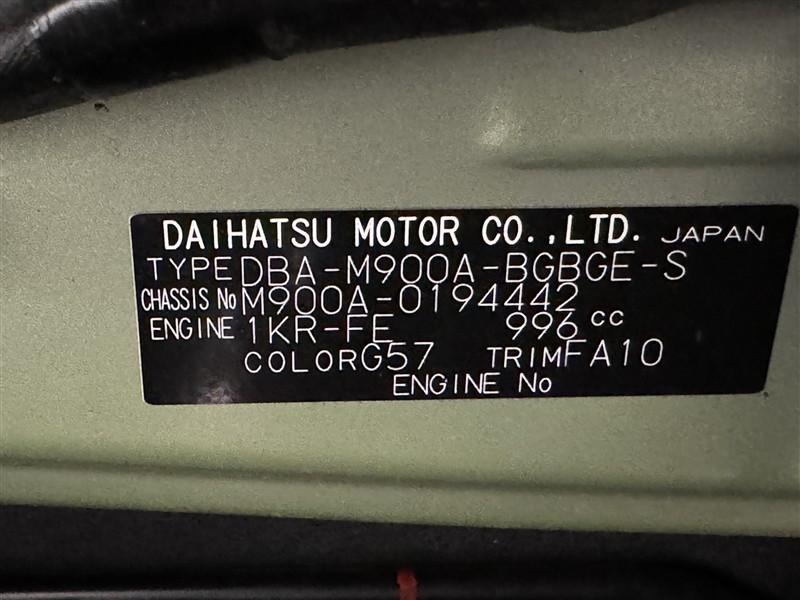 DAIHATSU MOTOR CO.,LTD. JAPAN
TYPE DBA-M900A-BGBGE-S
CHASSIS No M900A-0194442
ENGINE 1KR-FE 996 cc
COLOR G57 TRIM FA10
ENGINE No